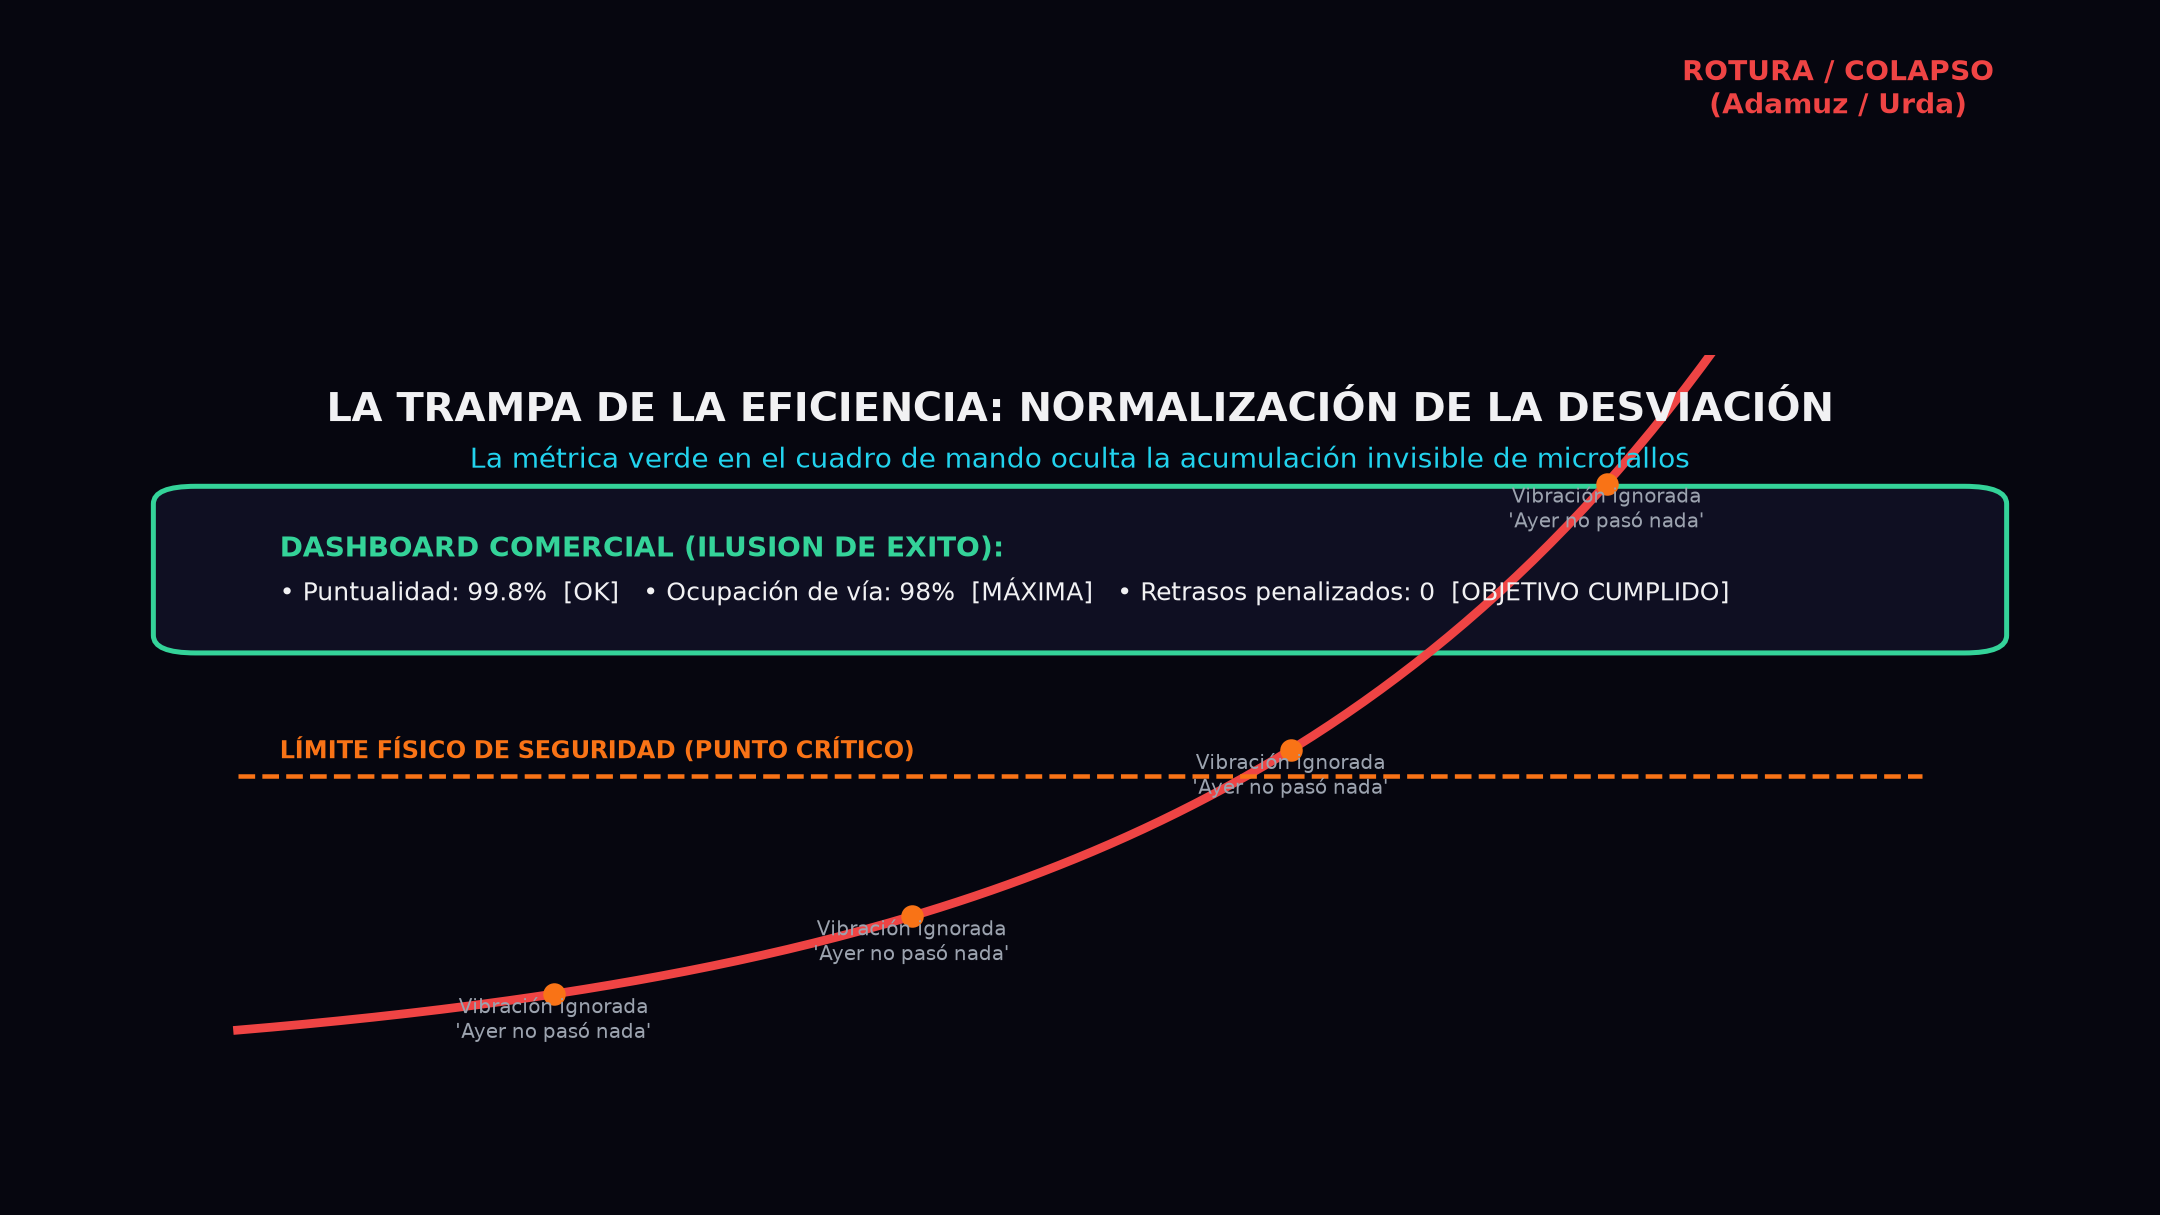 ROTURA / COLAPSO
(Adamuz / Urda)
LA TRAMPA DE LA EFICIENCIA: NORMALIZACIÓN DE LA DESVIACIÓN
La métrica verde en el cuadro de mando oculta la acumulación invisible de microfallos
Vibración Ignorada
'Ayer no pasó nada'
DASHBOARD COMERCIAL (ILUSION DE EXITO):
• Puntualidad: 99.8%  [OK]   • Ocupación de vía: 98%  [MÁXIMA]   • Retrasos penalizados: 0  [OBJETIVO CUMPLIDO]
LÍMITE FÍSICO DE SEGURIDAD (PUNTO CRÍTICO)
Vibración Ignorada
'Ayer no pasó nada'
Vibración Ignorada
'Ayer no pasó nada'
Vibración Ignorada
'Ayer no pasó nada'